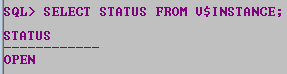 SQL> SELECT STATUS FROM V$INSTANCE;
STATUS
------------
OPEN